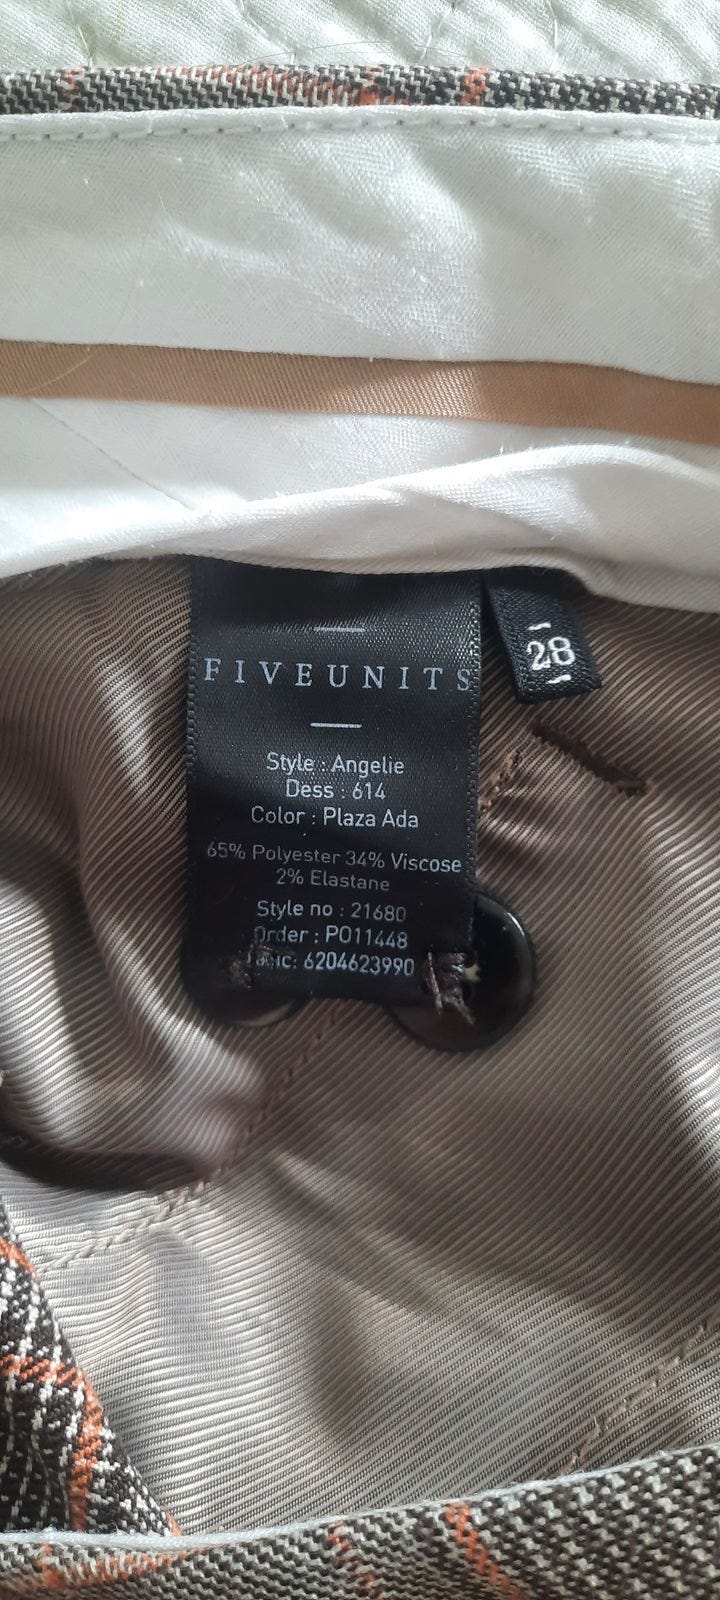 FIVEUNITS
28
Style : Angelie
Dess : 614
Color : Plaza Ada
65% Polyester 34% Viscose
2% Elastane
Style no : 21680
Order : PO11448
6204623990